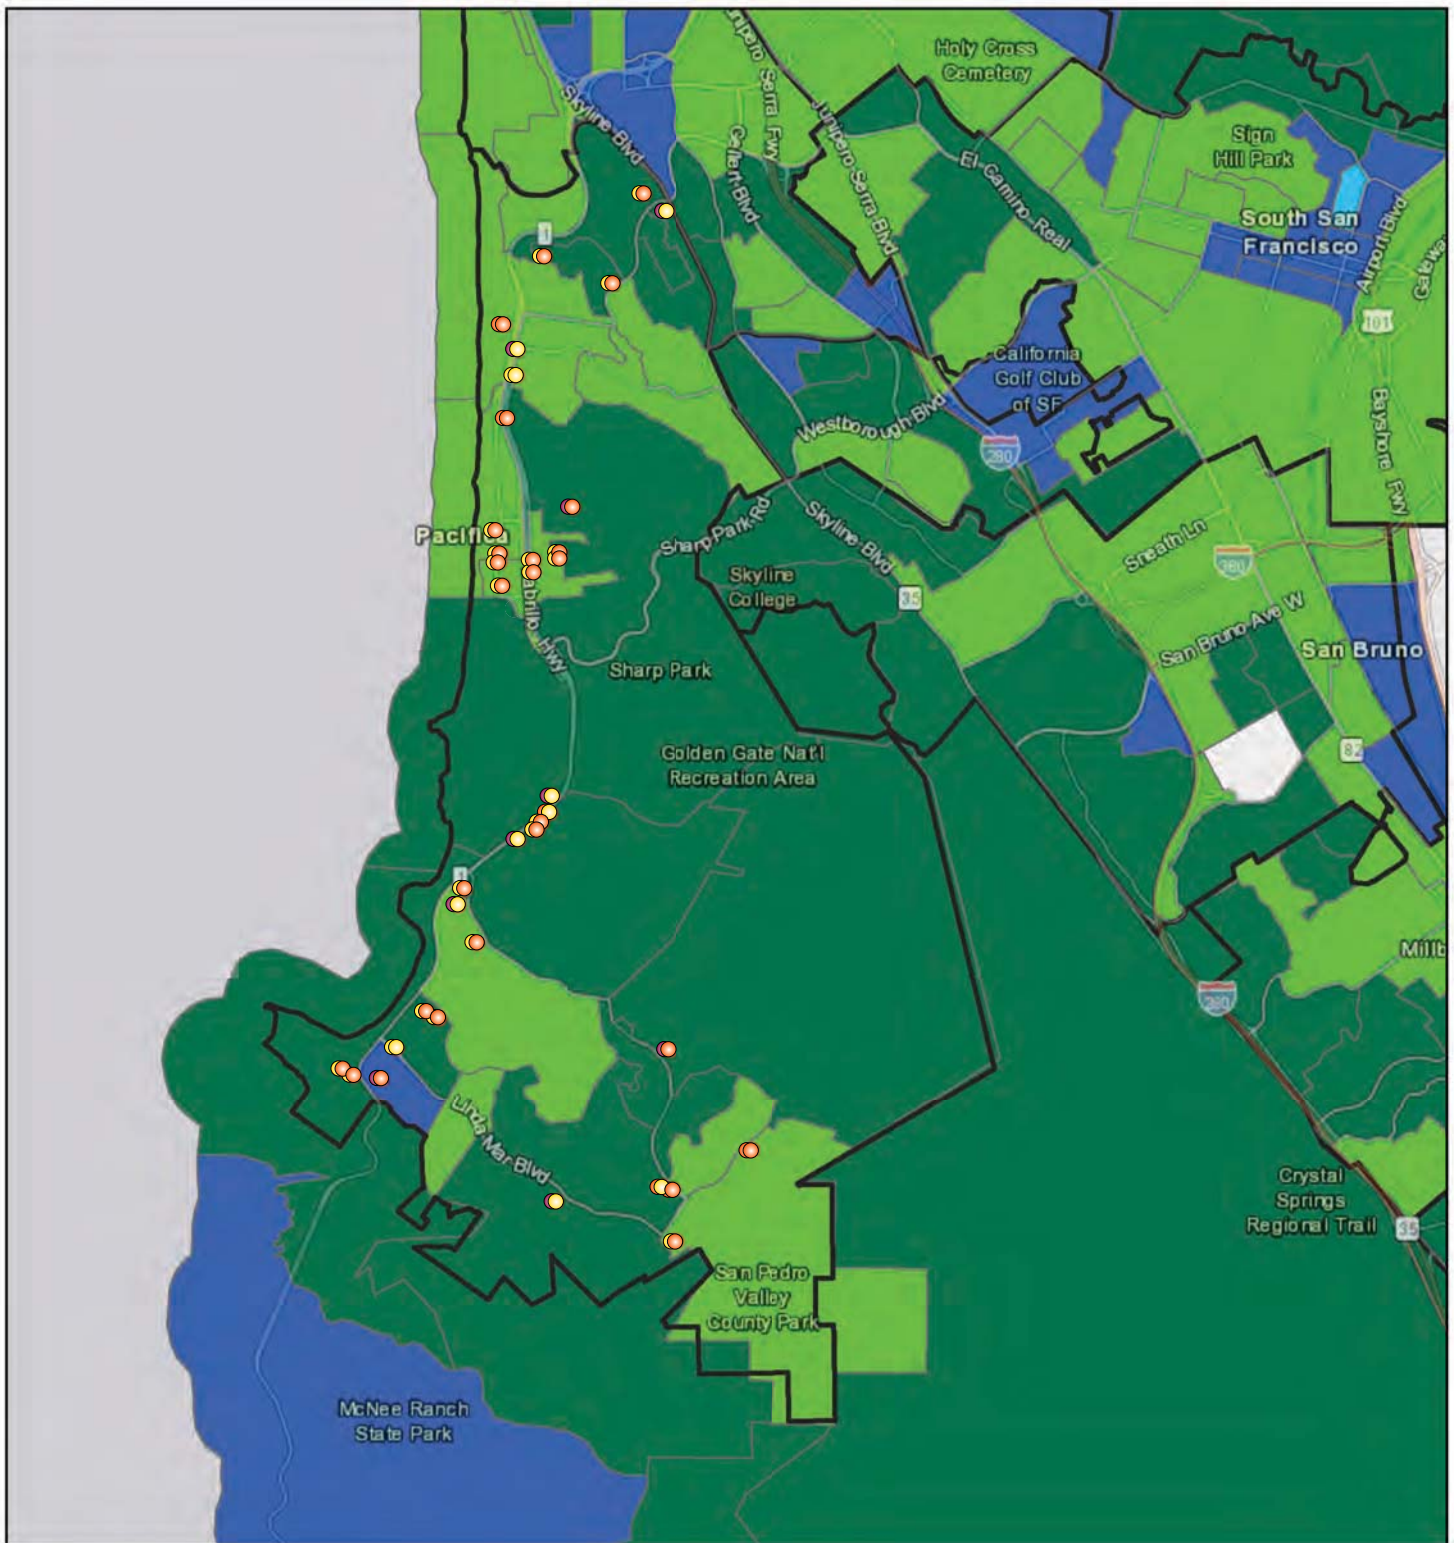 Holy Cross
Cemetery
Junipero Serra Fwy
Skyline Blvd
Gellert Blvd
Junipero Serra Blvd
El Camino Real
Sign
Hill Park
South San
Francisco
Airport Blvd
1
101
California
Golf Club
of SF
Westborough Blvd
280
Bayshore Fwy
Pacifica
Sharp Park Rd
Skyline Blvd
Sneath Ln
380
Skyline
College
35
San Bruno Ave W
San Bruno
Cabrillo Hwy
Sharp Park
Golden Gate Nat'l
Recreation Area
82
1
Millb
280
Linda Mar Blvd
Crystal
Springs
Regional Trail
35
San Pedro
Valley
County Park
McNee Ranch
State Park